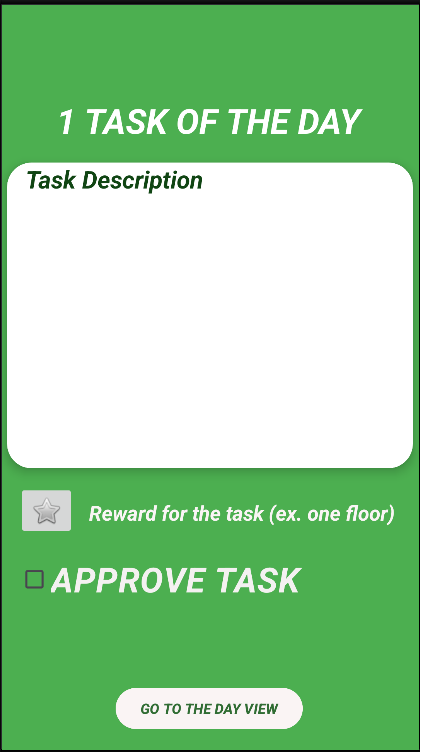 1 TASK OF THE DAY
Task Description
Reward for the task (ex. one floor)
APPROVE TASK
GO TO THE DAY VIEW